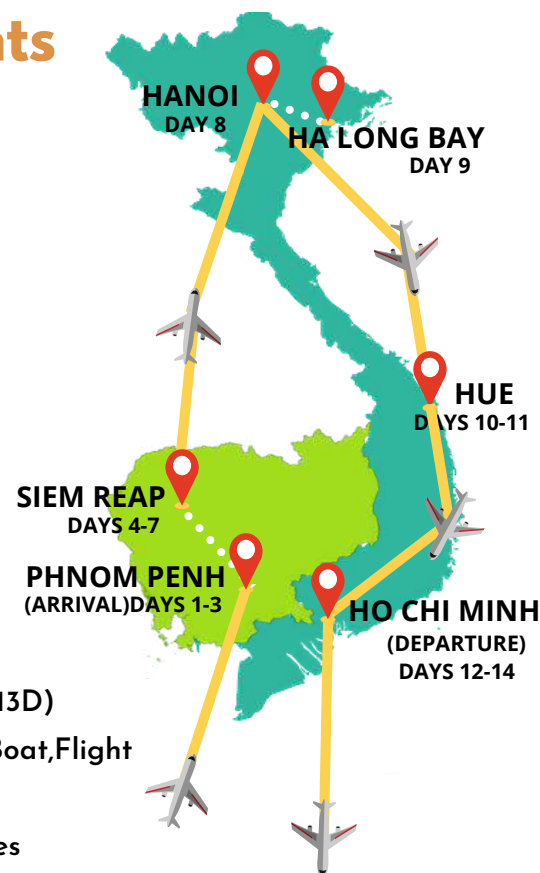 nts
HANOI
DAY 8
HA LONG BAY
DAY 9
HUE
DAYS 10-11
SIEM REAP
DAYS 4-7
PHNOM PENH
(ARRIVAL)DAYS 1-3
HO CHI MINH
(DEPARTURE)
DAYS 12-14
13D)
Boat,Flight
es